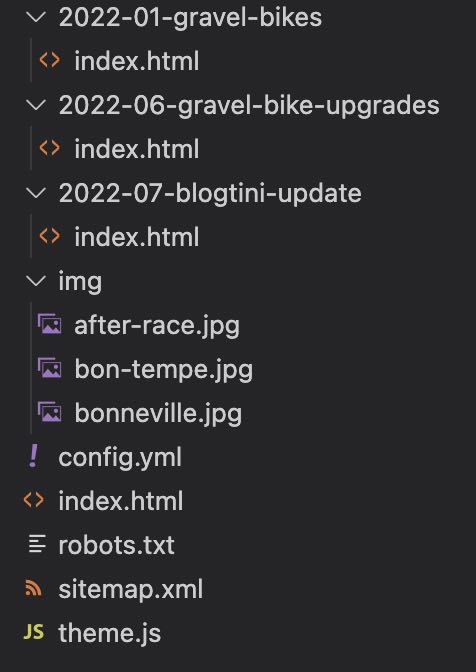 2022-01-gravel-bikes
<> index.html
2022-06-gravel-bike-upgrades
<> index.html
2022-07-blogtini-update
<> index.html
img
after-race.jpg
bon-tempe.jpg
bonneville.jpg
! config.yml
<> index.html
robots.txt
sitemap.xml
JS theme.js